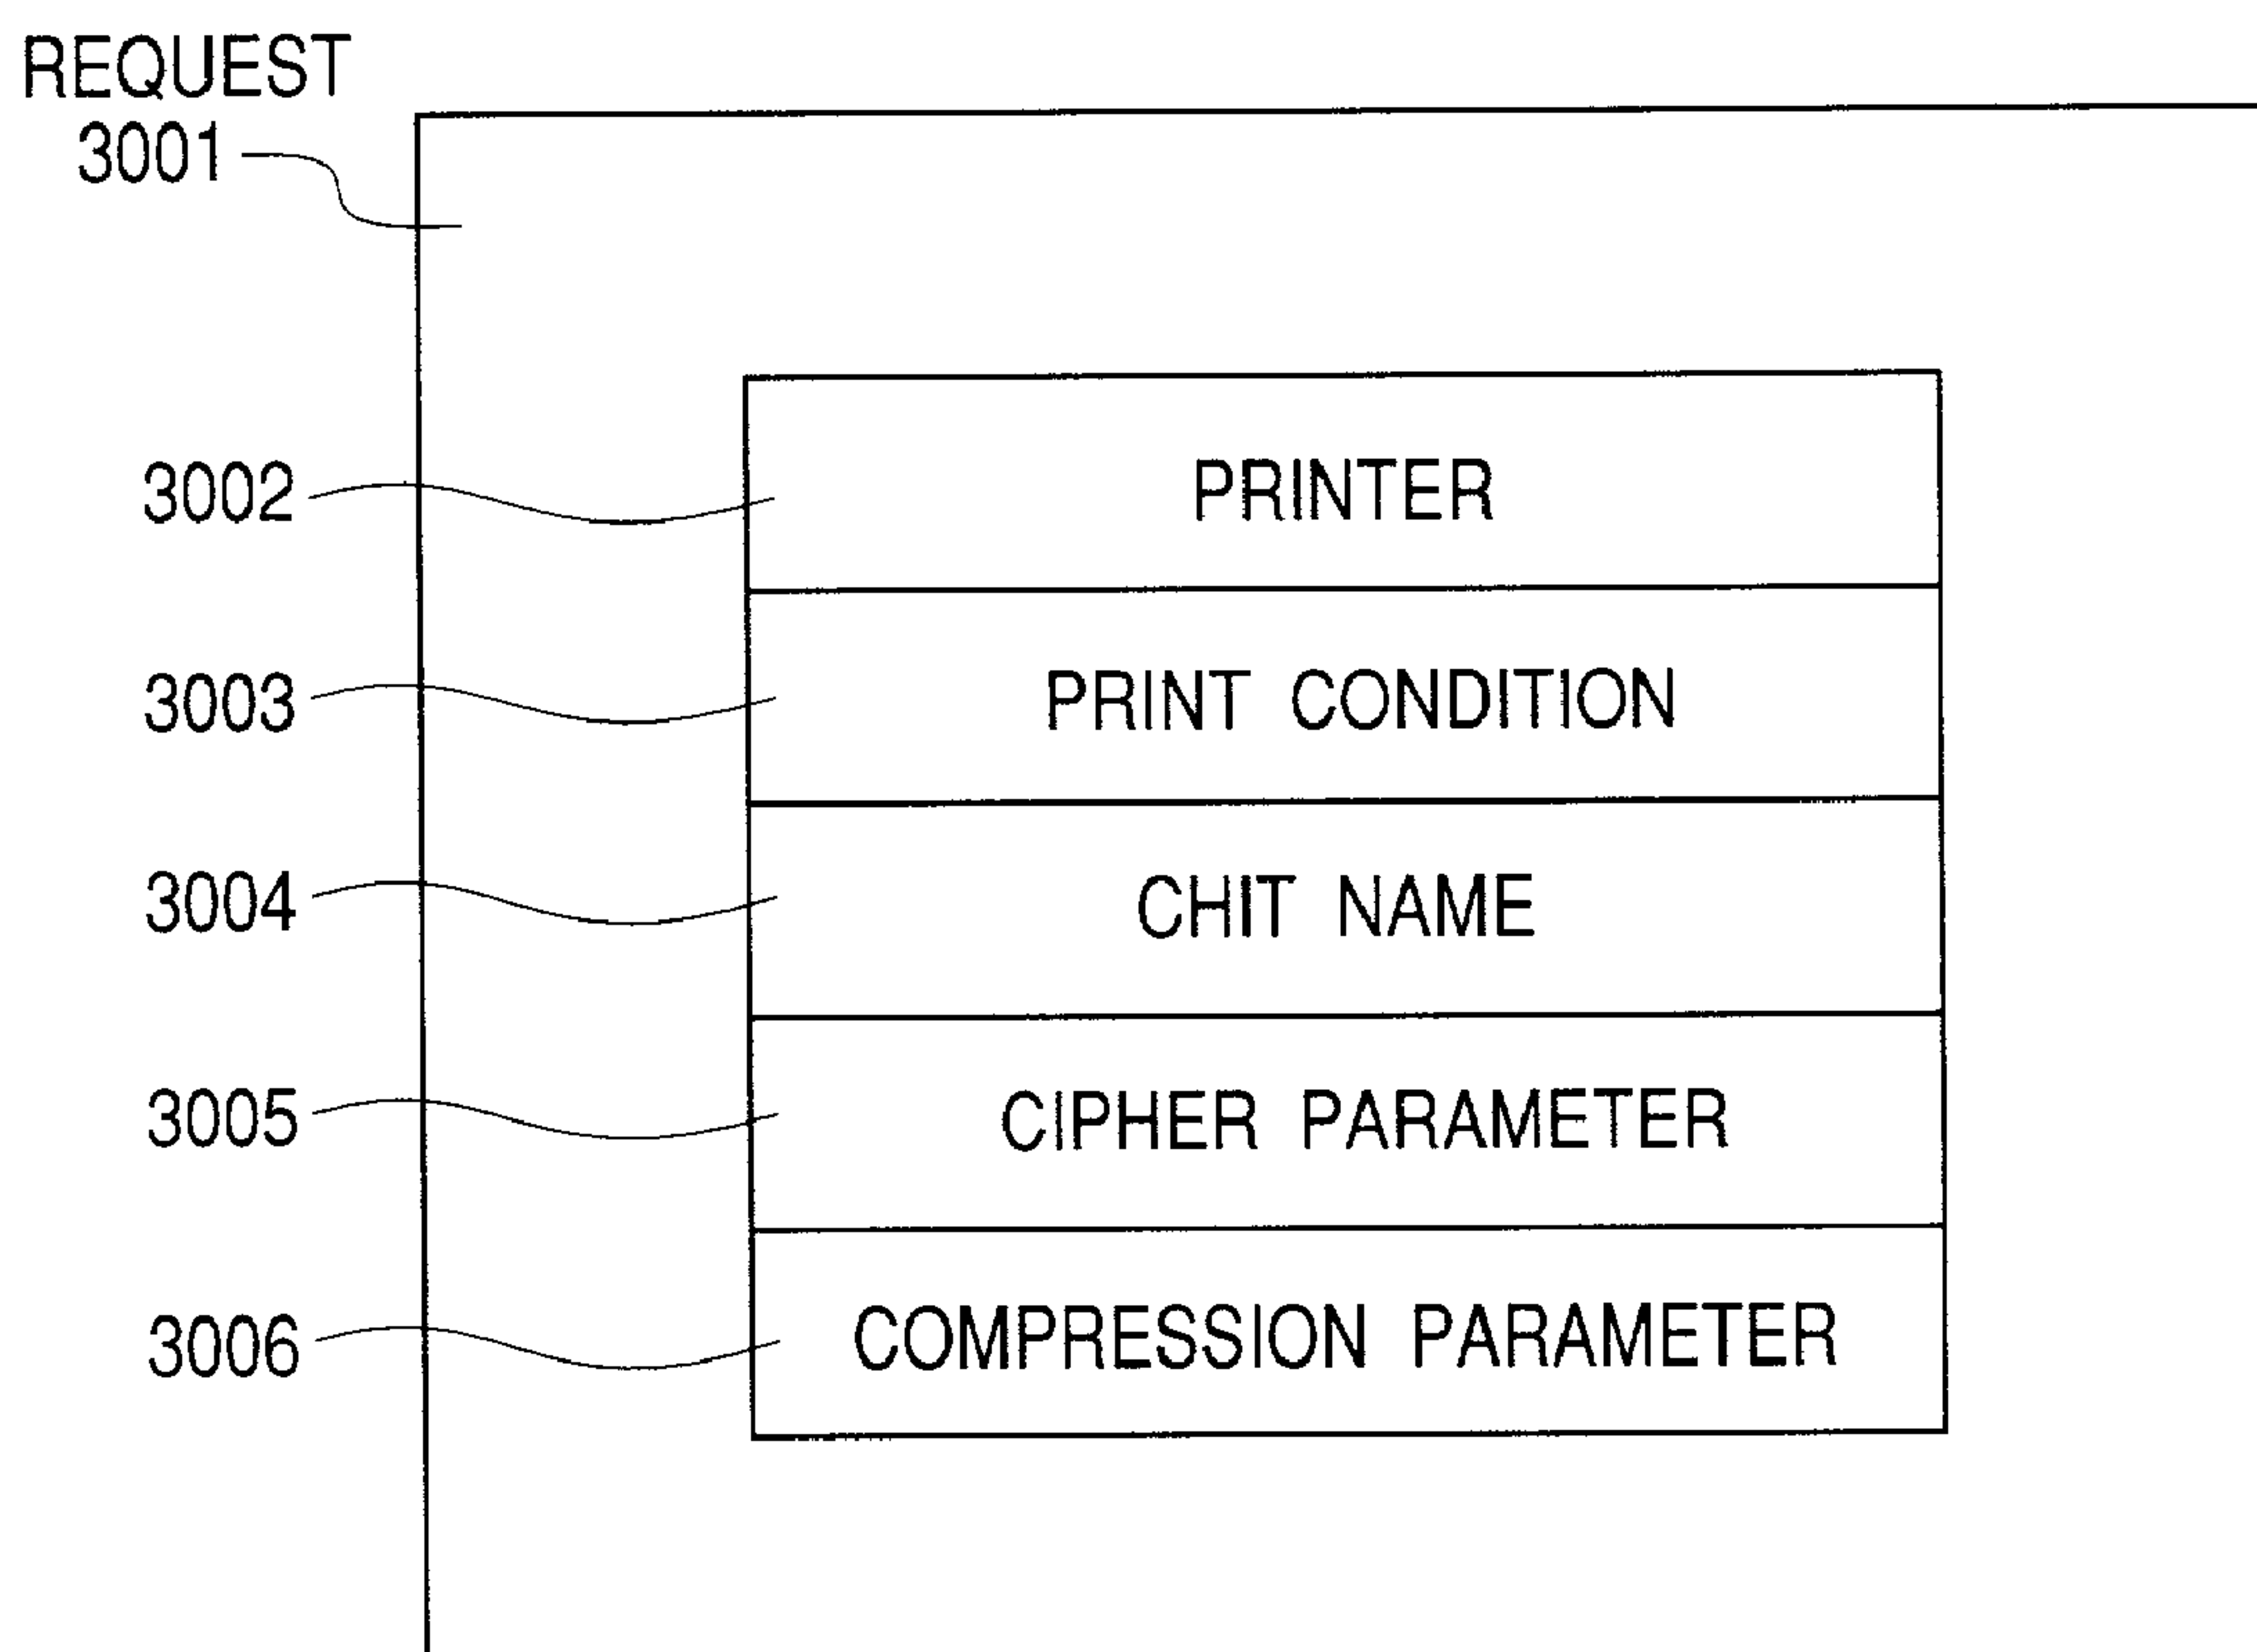 REQUEST
3001
3002 PRINTER
3003 PRINT CONDITION
3004 CHIT NAME
3005 CIPHER PARAMETER
3006 COMPRESSION PARAMETER